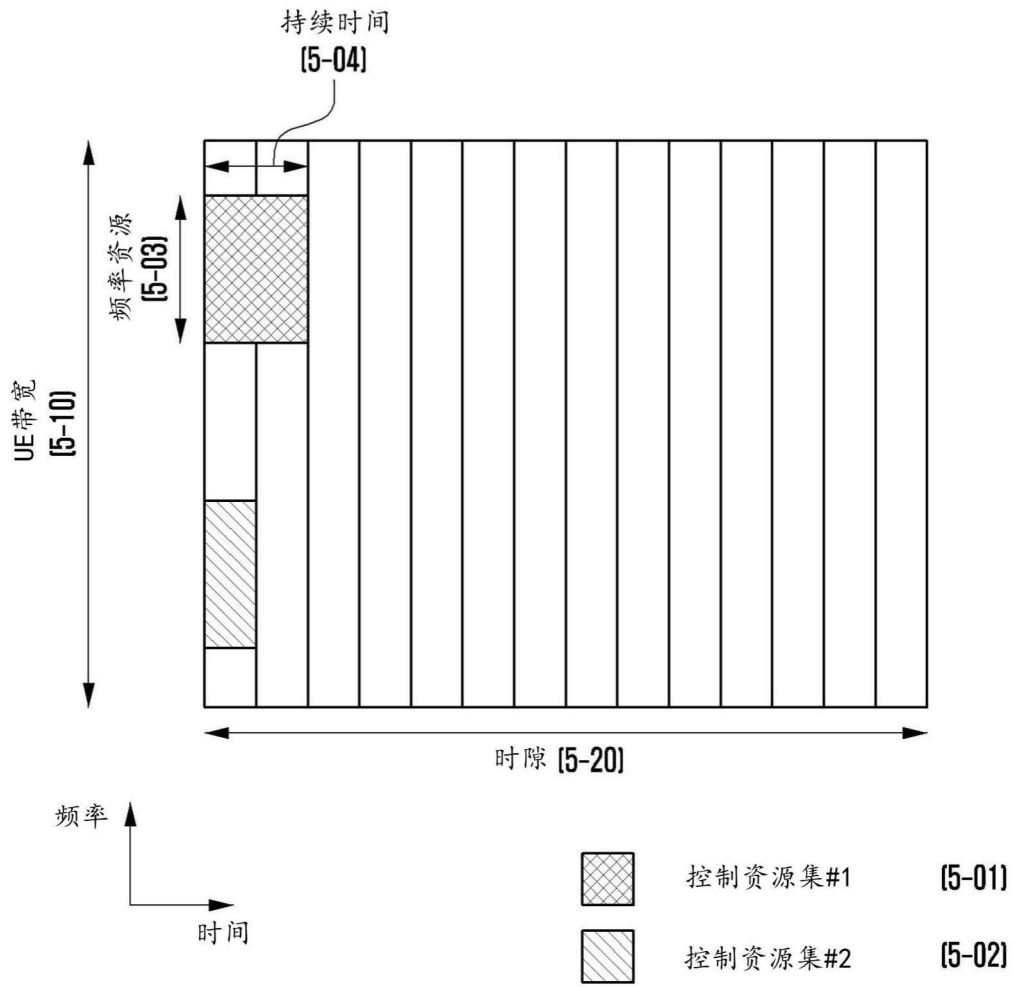 持续时间
(5-04)
频率资源
(5-03)
UE带宽
(5-10)
时隙 (5-20)
频率
时间
控制资源集#1 (5-01)
控制资源集#2 (5-02)